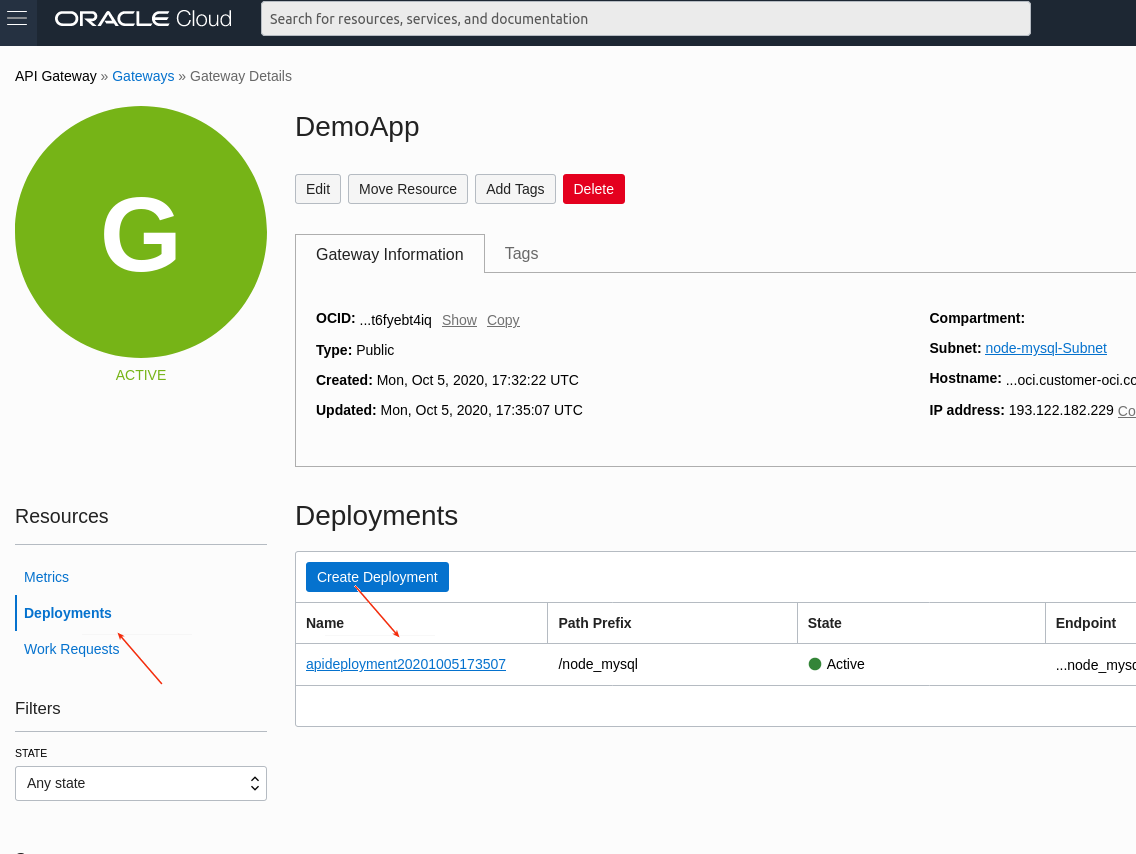 ORACLE Cloud
Search for resources, services, and documentation
API Gateway » Gateways » Gateway Details
G
ACTIVE
DemoApp
Edit Move Resource Add Tags Delete
Gateway Information Tags
OCID: ...t6fyebt4iq Show Copy
Type: Public
Created: Mon, Oct 5, 2020, 17:32:22 UTC
Updated: Mon, Oct 5, 2020, 17:35:07 UTC
Compartment:
Subnet: node-mysql-Subnet
Hostname: ...oci.customer-oci.co
IP address: 193.122.182.229 Co
Resources
Metrics
Deployments
Work Requests
Filters
STATE
Any state
Deployments
Create Deployment
Name Path Prefix State Endpoint
apideployment20201005173507 /node_mysql Active ...node_mysq